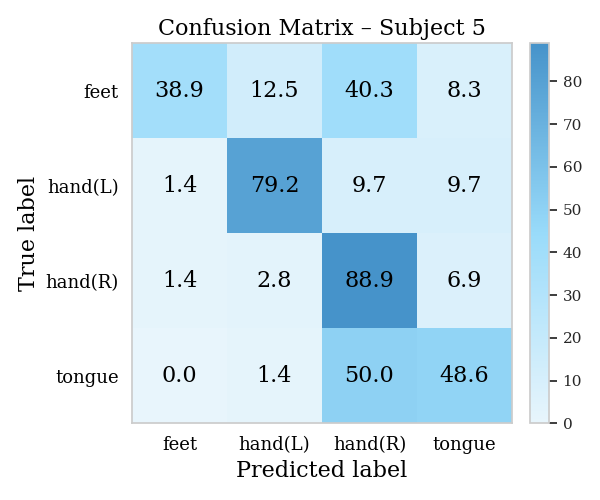 Confusion Matrix – Subject 5
feet 38.9 12.5 40.3 8.3
hand(L) 1.4 79.2 9.7 9.7
hand(R) 1.4 2.8 88.9 6.9
tongue 0.0 1.4 50.0 48.6
feet hand(L) hand(R) tongue
Predicted label
True label
80
70
60
50
40
30
20
10
0